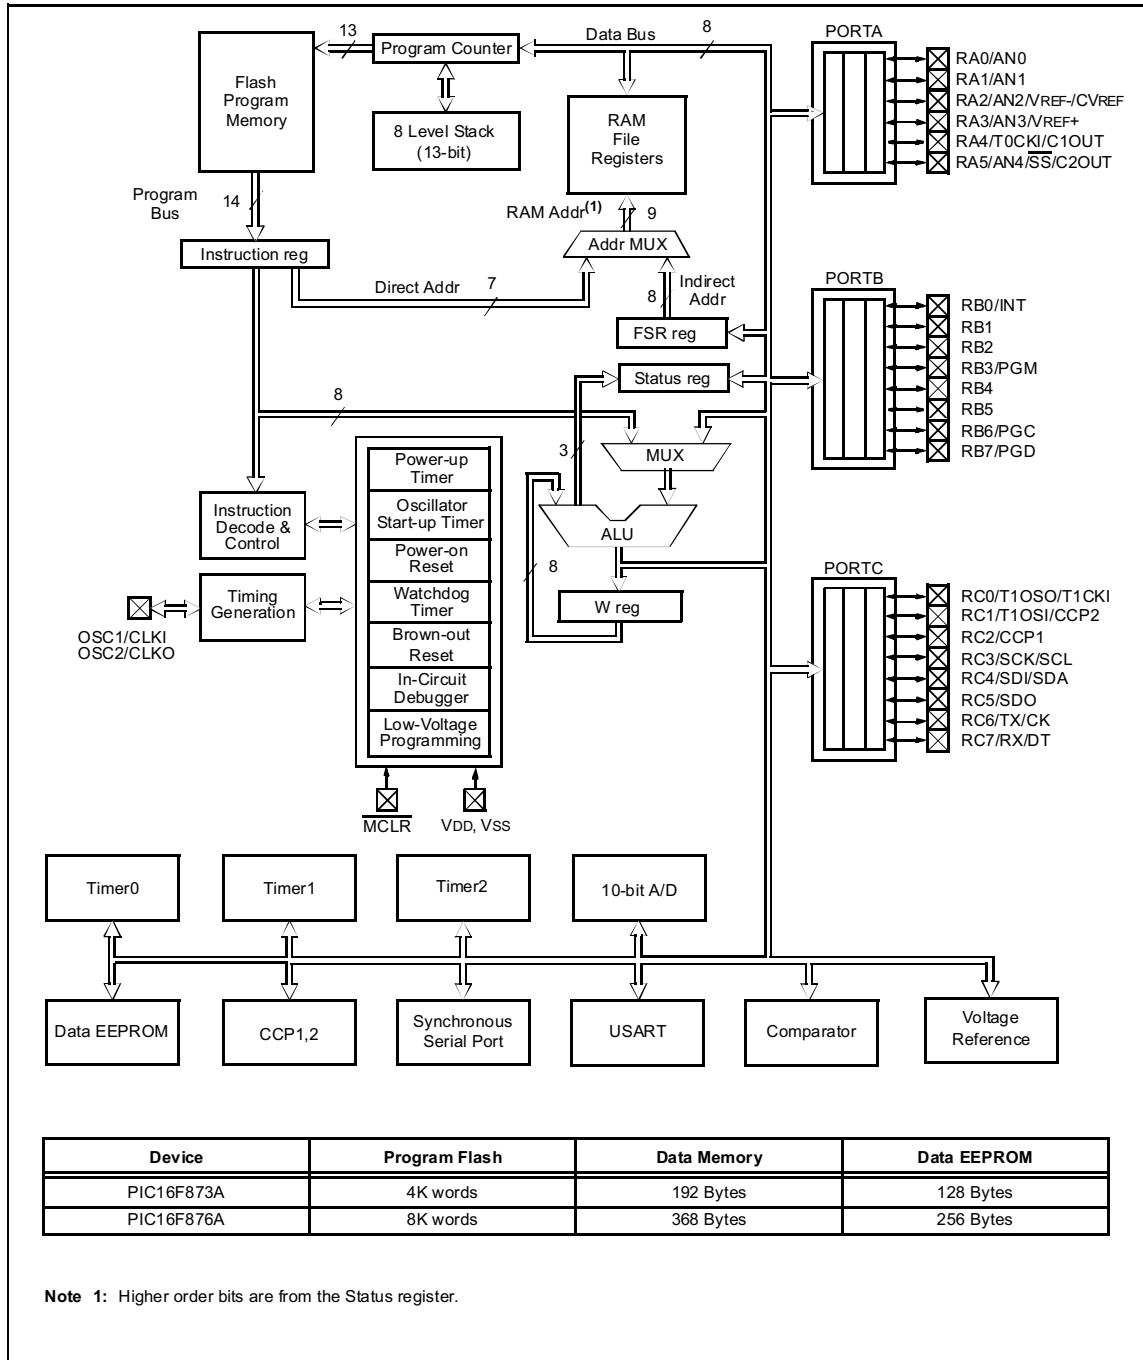 13
Data Bus
8
PORTA
Program Counter
Flash
Program
Memory
8 Level Stack
(13-bit)
RAM
File
Registers
RA0/AN0
RA1/AN1
RA2/AN2/VREF-/CVREF
RA3/AN3/VREF+
RA4/T0CKI/C1OUT
RA5/AN4/SS/C2OUT
Program
Bus
14
RAM Addr(1)
9
Instruction reg
Addr MUX
Direct Addr
7
8
Indirect
Addr
FSR reg
Status reg
PORTB
RB0/INT
RB1
RB2
RB3/PGM
RB4
RB5
RB6/PGC
RB7/PGD
8
3
MUX
Power-up
Timer
Oscillator
Start-up Timer
Power-on
Reset
Watchdog
Timer
Brown-out
Reset
In-Circuit
Debugger
Low-Voltage
Programming
Instruction
Decode &
Control
Timing
Generation
OSC1/CLKI
OSC2/CLKO
ALU
8
W reg
PORTC
RC0/T1OSO/T1CKI
RC1/T1OSI/CCP2
RC2/CCP1
RC3/SCK/SCL
RC4/SDI/SDA
RC5/SDO
RC6/TX/CK
RC7/RX/DT
MCLR
VDD, VSS
Timer0
Timer1
Timer2
10-bit A/D
Data EEPROM
CCP1,2
Synchronous
Serial Port
USART
Comparator
Voltage
Reference
Device Program Flash Data Memory Data EEPROM
PIC16F873A 4K words 192 Bytes 128 Bytes
PIC16F876A 8K words 368 Bytes 256 Bytes
Note 1: Higher order bits are from the Status register.